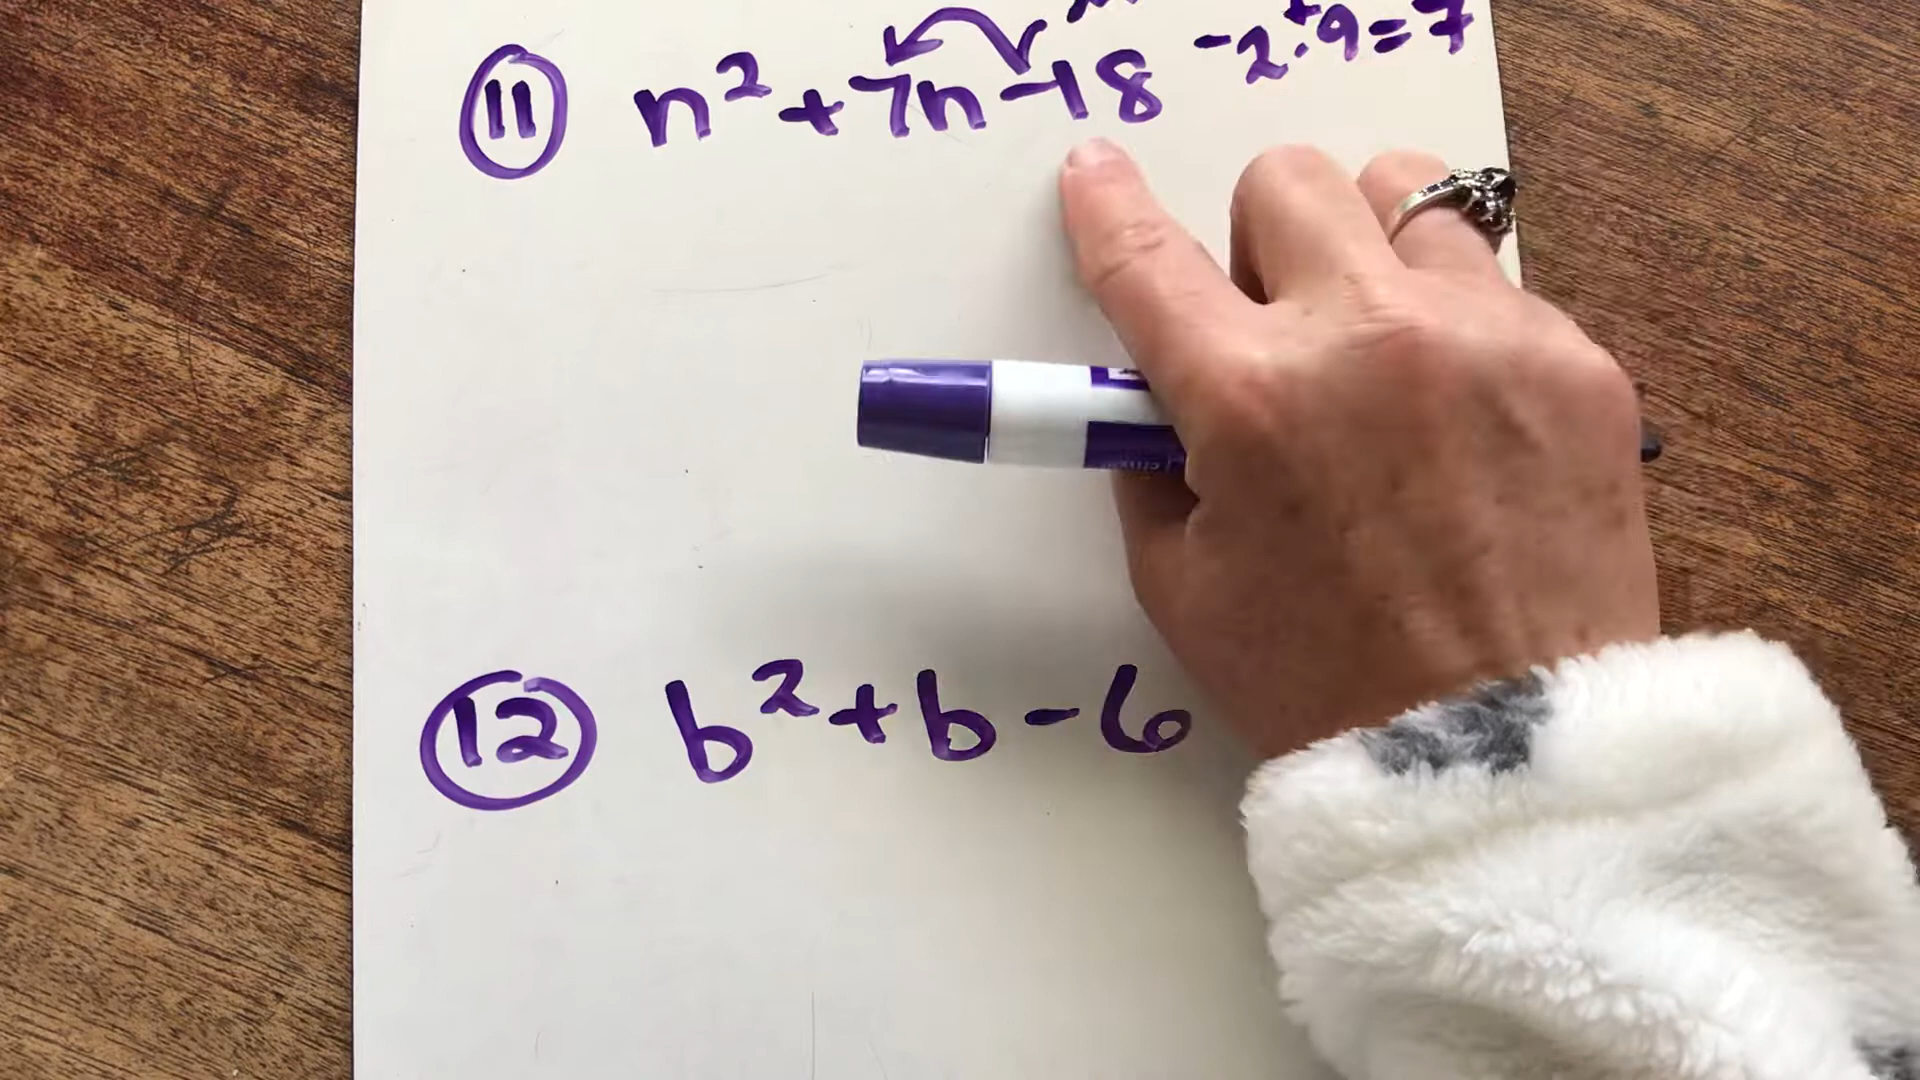 11 n² + 7n - 18 -2 + 9 = 7
12 b² + b - 6